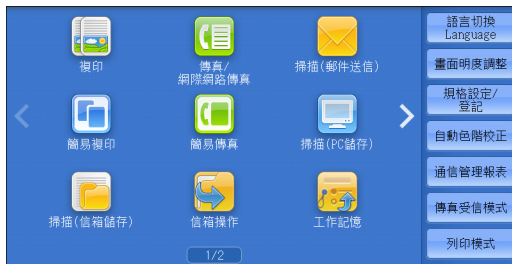 複印
傳真/
網際網路傳真
掃描(郵件送信)
簡易複印
簡易傳真
掃描(PC儲存)
掃描(信箱儲存)
信箱操作
工作記憶
1/2
語言切換
Language
畫面明度調整
規格設定/
登記
自動色階校正
通信管理報表
傳真受信模式
列印模式